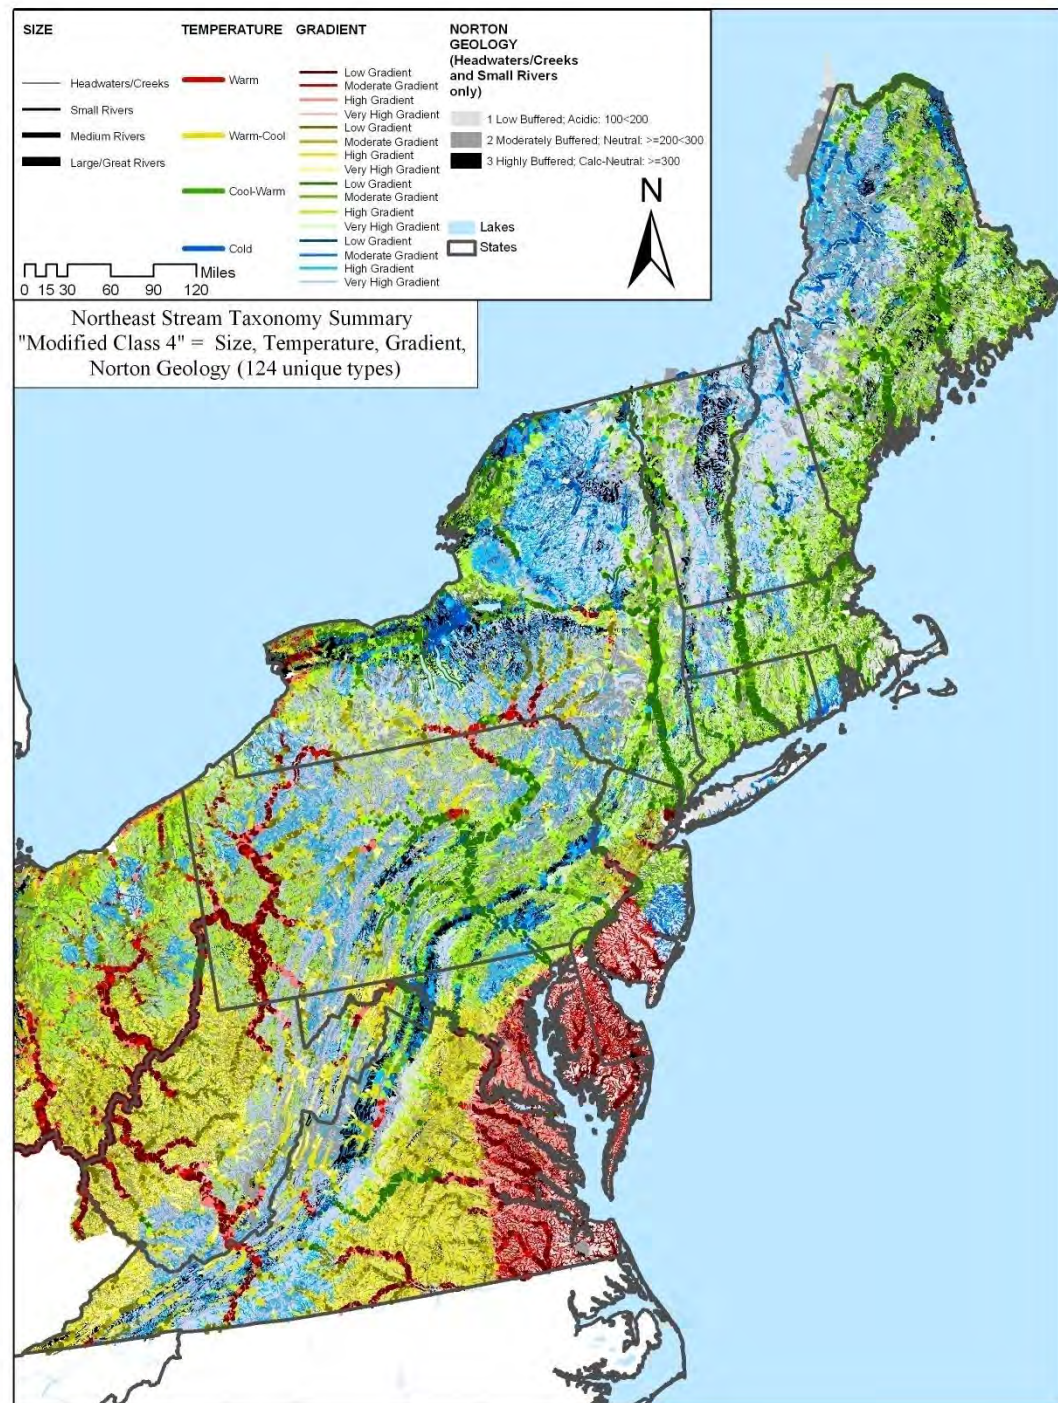 SIZE
Headwaters/Creeks
Small Rivers
Medium Rivers
Large/Great Rivers
TEMPERATURE
Warm
Warm-Cool
Cool-Warm
Cold
GRADIENT
Low Gradient
Moderate Gradient
High Gradient
Very High Gradient
Low Gradient
Moderate Gradient
High Gradient
Very High Gradient
Low Gradient
Moderate Gradient
High Gradient
Very High Gradient
Low Gradient
Moderate Gradient
High Gradient
Very High Gradient
NORTON
GEOLOGY
(Headwaters/Creeks
and Small Rivers
only)
1 Low Buffered; Acidic: 100<200
2 Moderately Buffered; Neutral: >=200<300
3 Highly Buffered; Calc-Neutral: >=300
N
Lakes
States
Miles
0 15 30 60 90 120
Northeast Stream Taxonomy Summary
"Modified Class 4" = Size, Temperature, Gradient,
Norton Geology (124 unique types)